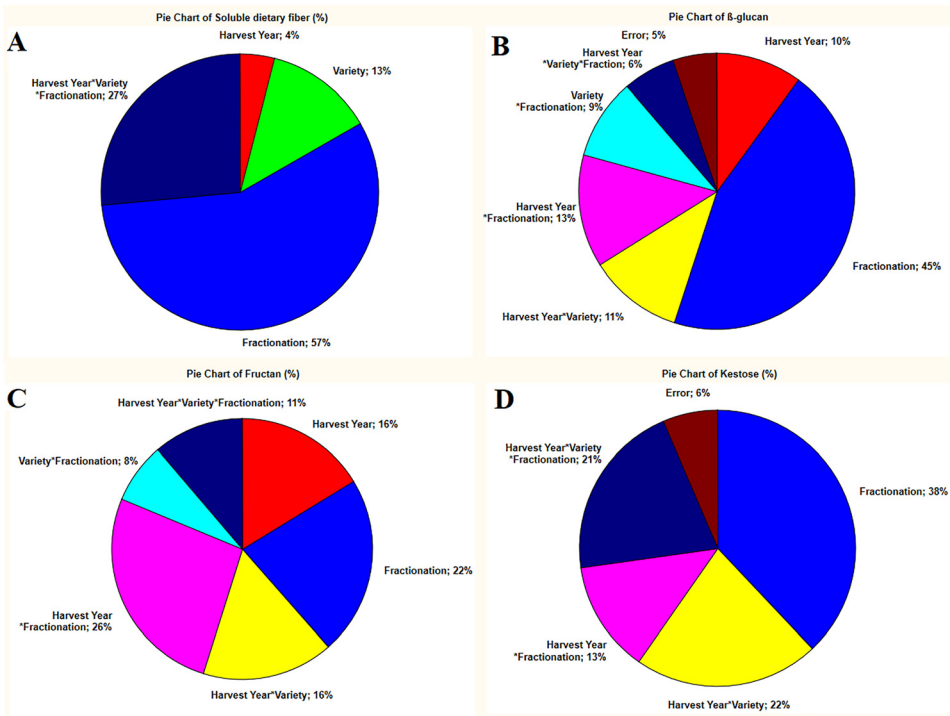 Pie Chart of Soluble dietary fiber (%)
A
Harvest Year; 4%
Variety; 13%
Harvest Year*Variety
*Fractionation; 27%
Fractionation; 57%
Pie Chart of ß-glucan
B
Error; 5%
Harvest Year; 10%
Harvest Year
*Variety*Fraction; 6%
Variety
*Fractionation; 9%
Harvest Year
*Fractionation; 13%
Fractionation; 45%
Harvest Year*Variety; 11%
Pie Chart of Fructan (%)
C
Harvest Year*Variety*Fractionation; 11%
Harvest Year; 16%
Variety*Fractionation; 8%
Fractionation; 22%
Harvest Year
*Fractionation; 26%
Harvest Year*Variety; 16%
Pie Chart of Kestose (%)
D
Error; 6%
Harvest Year*Variety
*Fractionation; 21%
Fractionation; 38%
Harvest Year
*Fractionation; 13%
Harvest Year*Variety; 22%